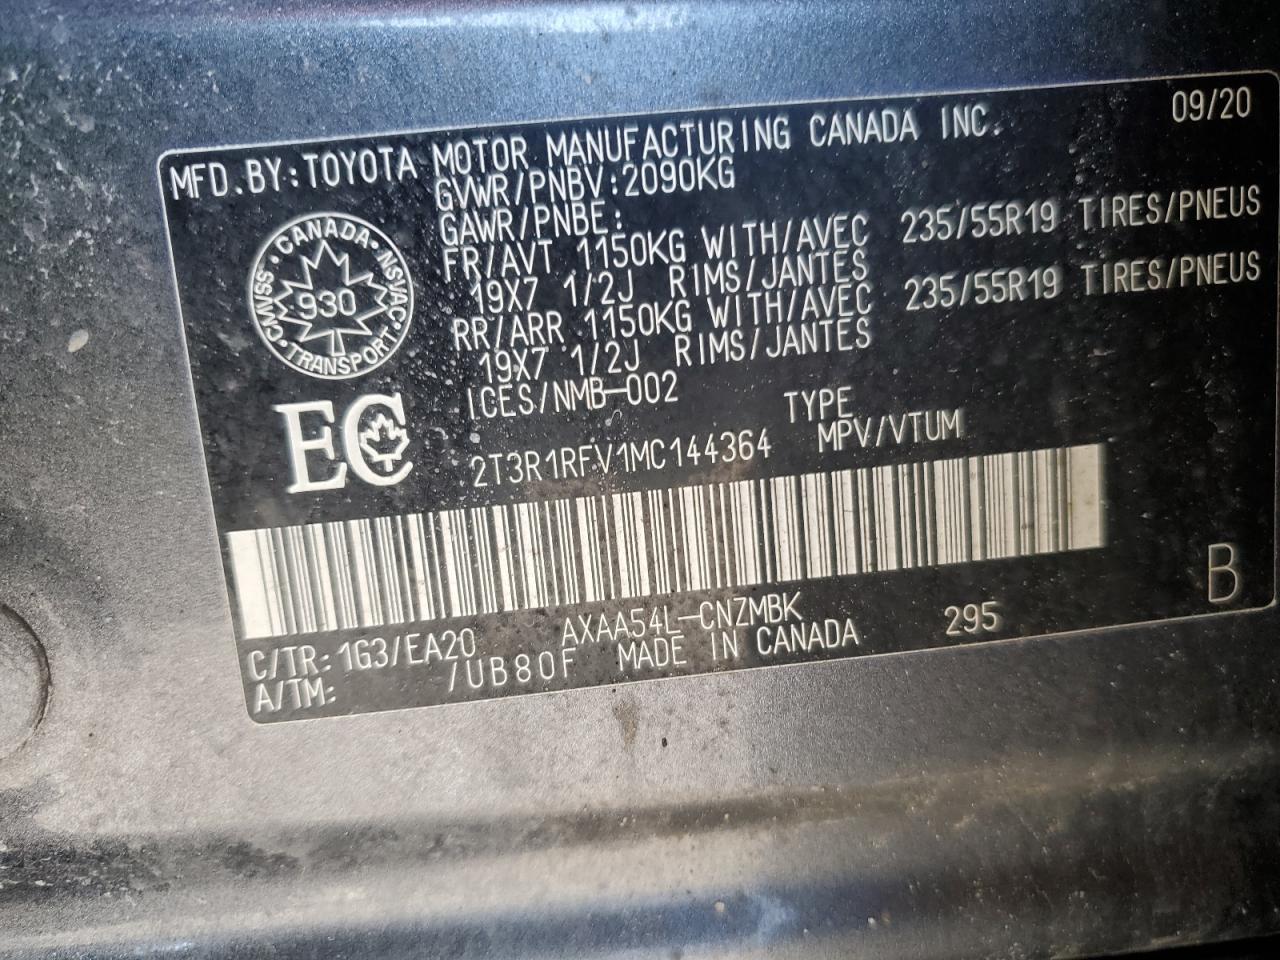 09/20
MFD.BY:TOYOTA MOTOR MANUFACTURING CANADA INC.
GVWR/PNBV:2090KG
GAWR/PNBE:
FR/AVT 1150KG WITH/AVEC 235/55R19 TIRES/PNEUS
19X7 1/2J RIMS/JANTES
RR/ARR 1150KG WITH/AVEC 235/55R19 TIRES/PNEUS
19X7 1/2J RIMS/JANTES
ICES/NMB-002
CANADA · NSVAC · TRANSPORT · CMVSS
930
EC
2T3R1RFV1MC144364
TYPE
MPV/VTUM
B
C/TR: 1G3/EA20 AXAA54L-CNZMBK 295
A/TM: /UB80F MADE IN CANADA